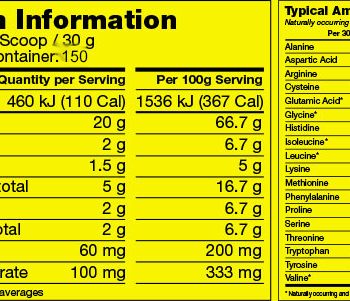 n Information
Scoop / 30 g
ontainer: 150
Quantity per Serving Per 100g Serving
460 kJ (110 Cal) 1536 kJ (367 Cal)
20 g 66.7 g
2 g 6.7 g
1.5 g 5 g
total 5 g 16.7 g
2 g 6.7 g
otal 2 g 6.7 g
60 mg 200 mg
rate 100 mg 333 mg
averages
Typical Am
Naturally occurring
Per 30
Alanine
Aspartic Acid
Arginine
Cysteine
Glutamic Acid*
Glycine*
Histidine
Isoleucine*
Leucine*
Lysine
Methionine
Phenylalanine
Proline
Serine
Threonine
Tryptophan
Tyrosine
Valine*
* Naturally occurring and